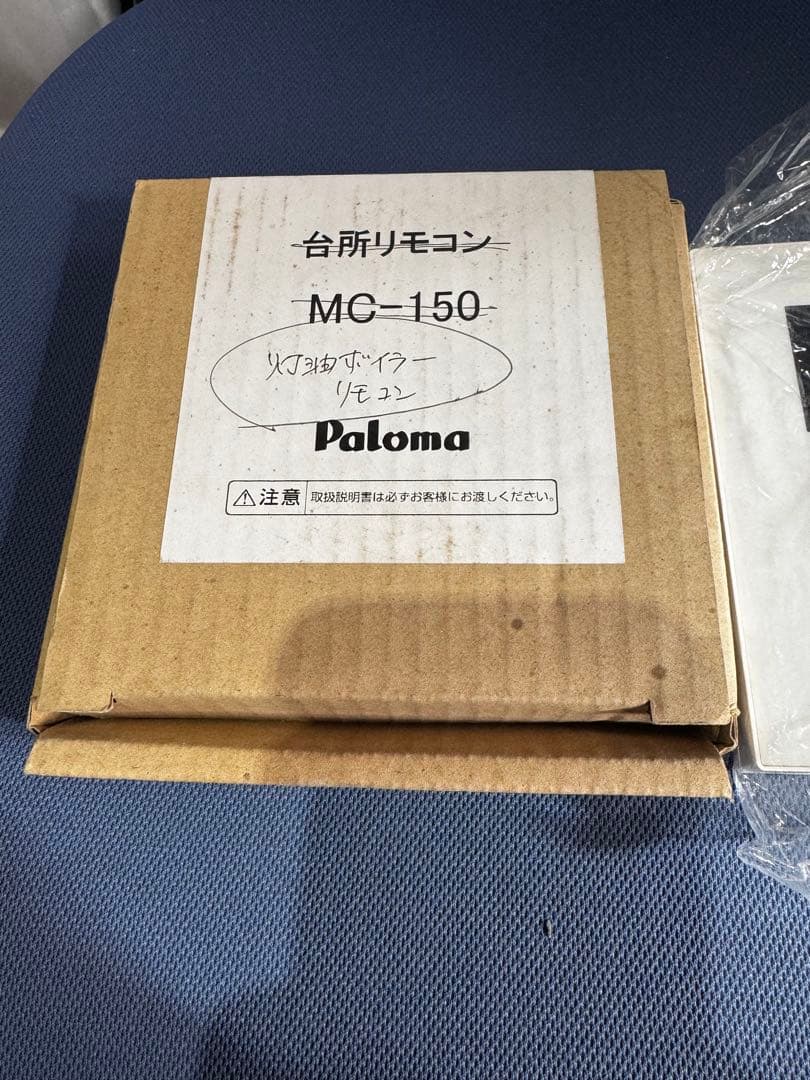 台所リモコン
MC-150
灯油ボイラー
リモコン
Paloma
⚠注意 取扱説明書は必ずお客様にお渡しください。